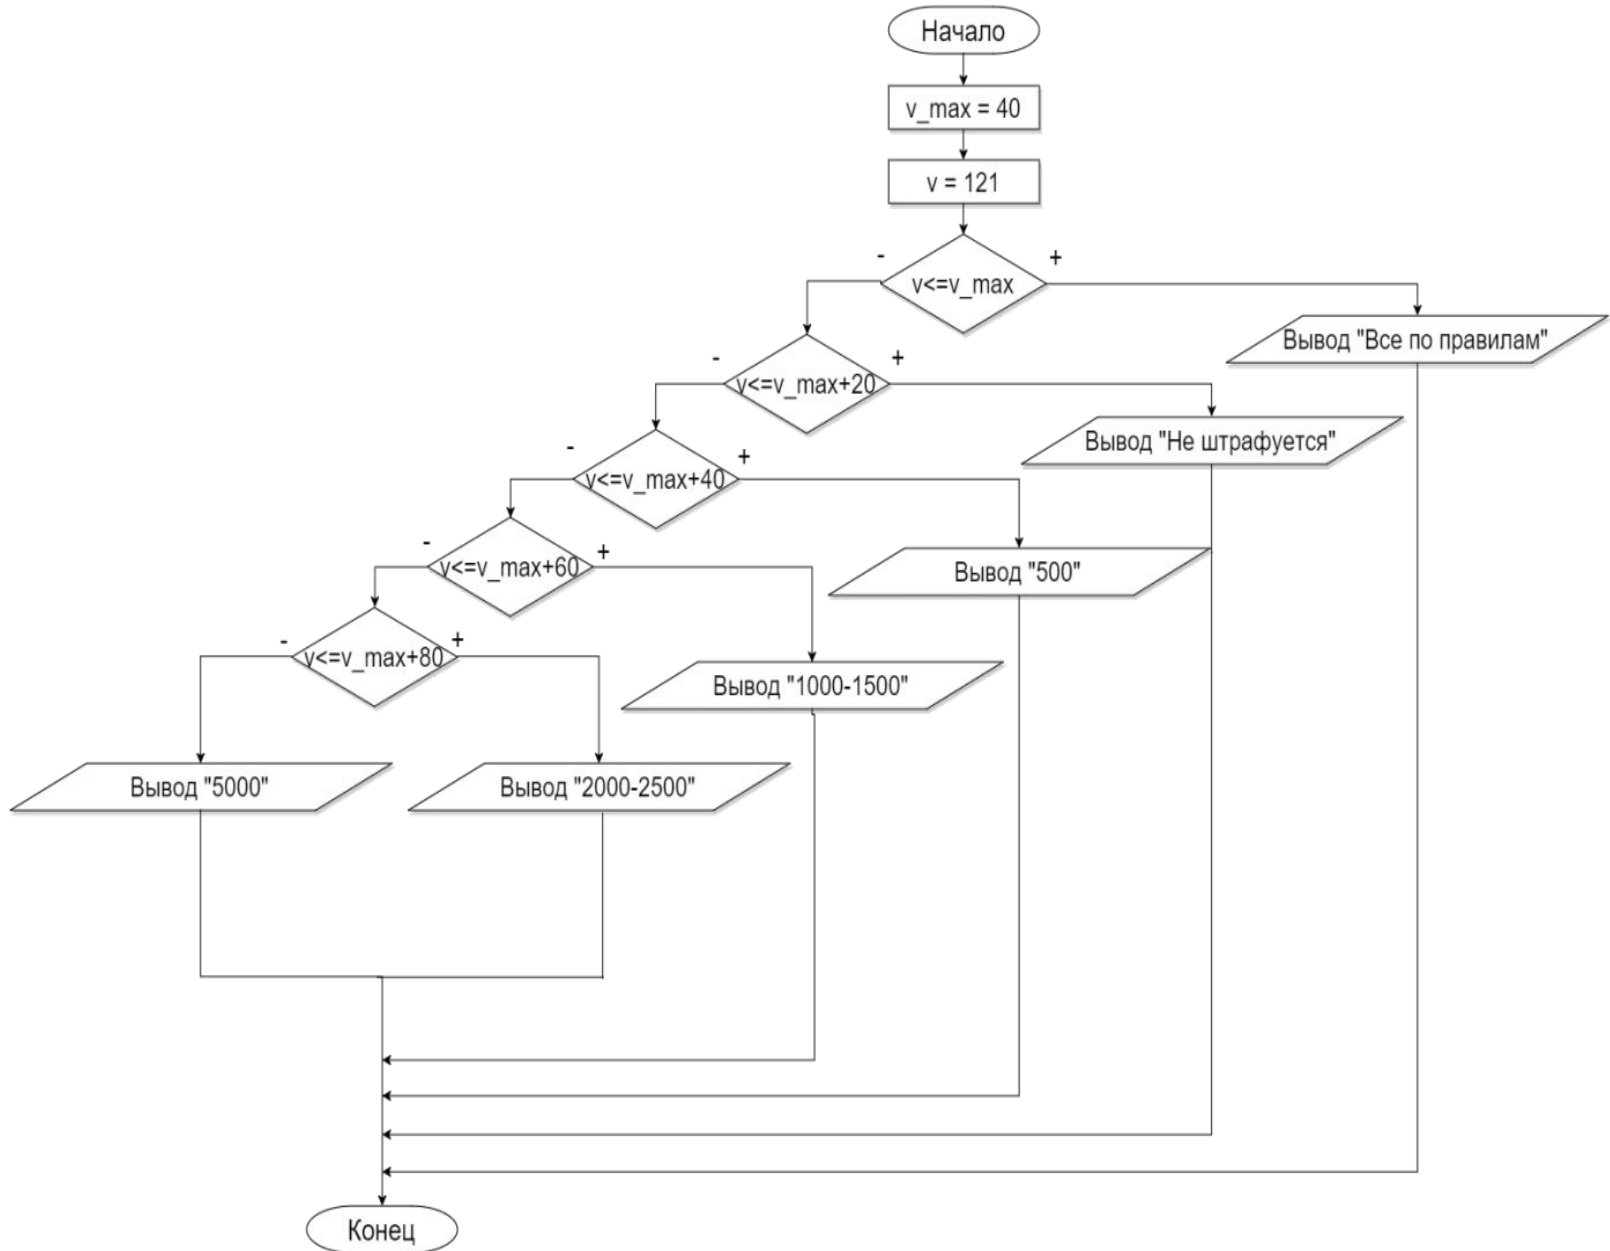 Начало
v_max = 40
v = 121
- +
v<=v_max
Вывод "Все по правилам"
- +
v<=v_max+20
Вывод "Не штрафуется"
- +
v<=v_max+40
Вывод "500"
- +
v<=v_max+60
Вывод "1000-1500"
- +
v<=v_max+80
Вывод "5000"
Вывод "2000-2500"
Конец